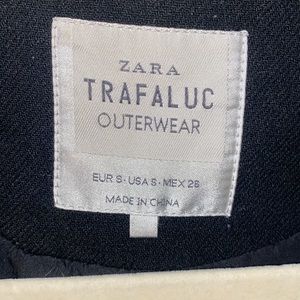 ZARA
TRAFALUC
OUTERWEAR
EUR S · USA S · MEX 26
MADE IN CHINA